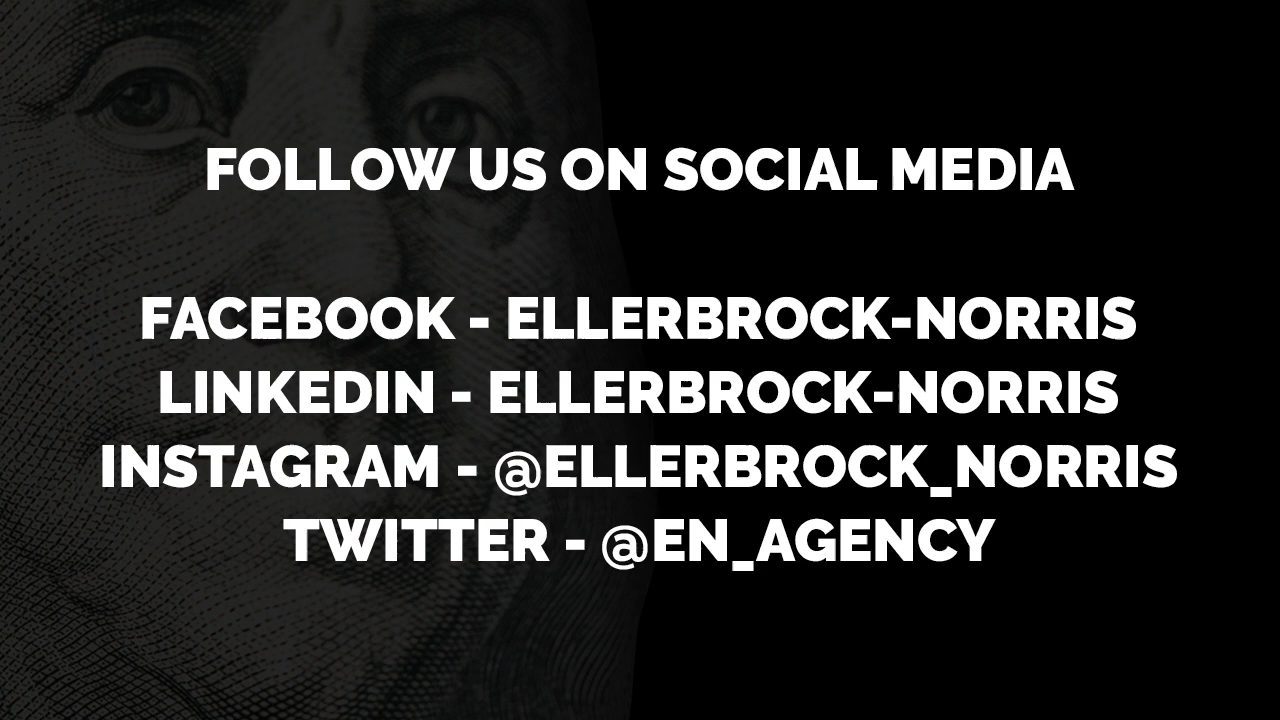 FOLLOW US ON SOCIAL MEDIA
FACEBOOK - ELLERBROCK-NORRIS
LINKEDIN - ELLERBROCK-NORRIS
INSTAGRAM - @ELLERBROCK_NORRIS
TWITTER - @EN_AGENCY